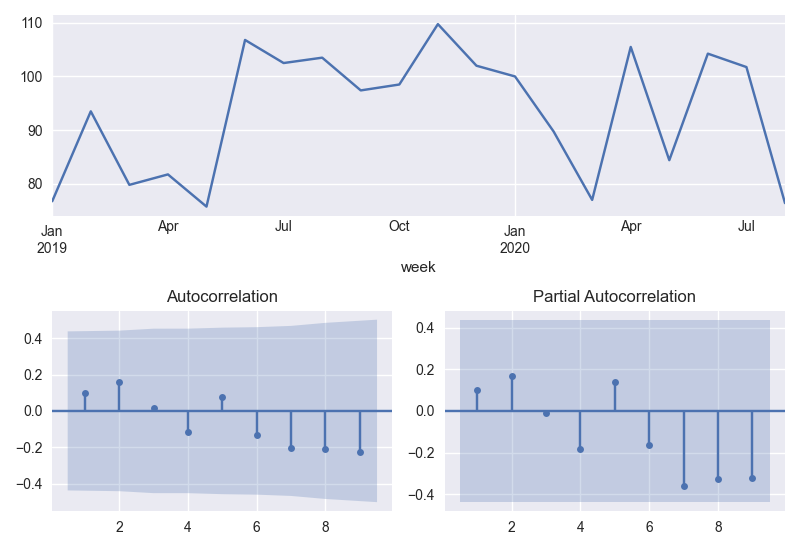 110
100
90
80
Jan Apr Jul Oct Jan Apr Jul
2019 2020
week
Autocorrelation Partial Autocorrelation
0.4 0.4
0.2 0.2
0.0 0.0
−0.2 −0.2
−0.4 −0.4
2 4 6 8 2 4 6 8